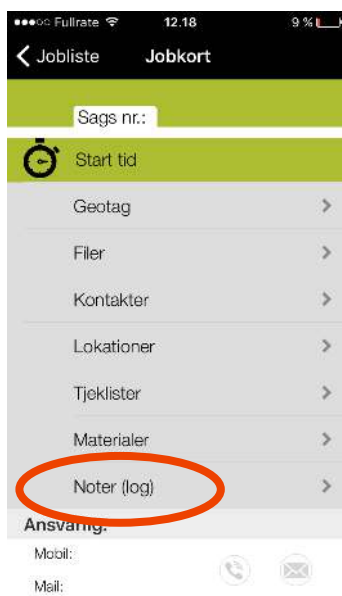 Fullrate 12.18 9 %
Jobliste Jobkort
Sags nr.:
Start tid
Geotag
Filer
Kontakter
Lokationer
Tjeklister
Materialer
Noter (log)
Ansvarlig:
Mobil:
Mail: